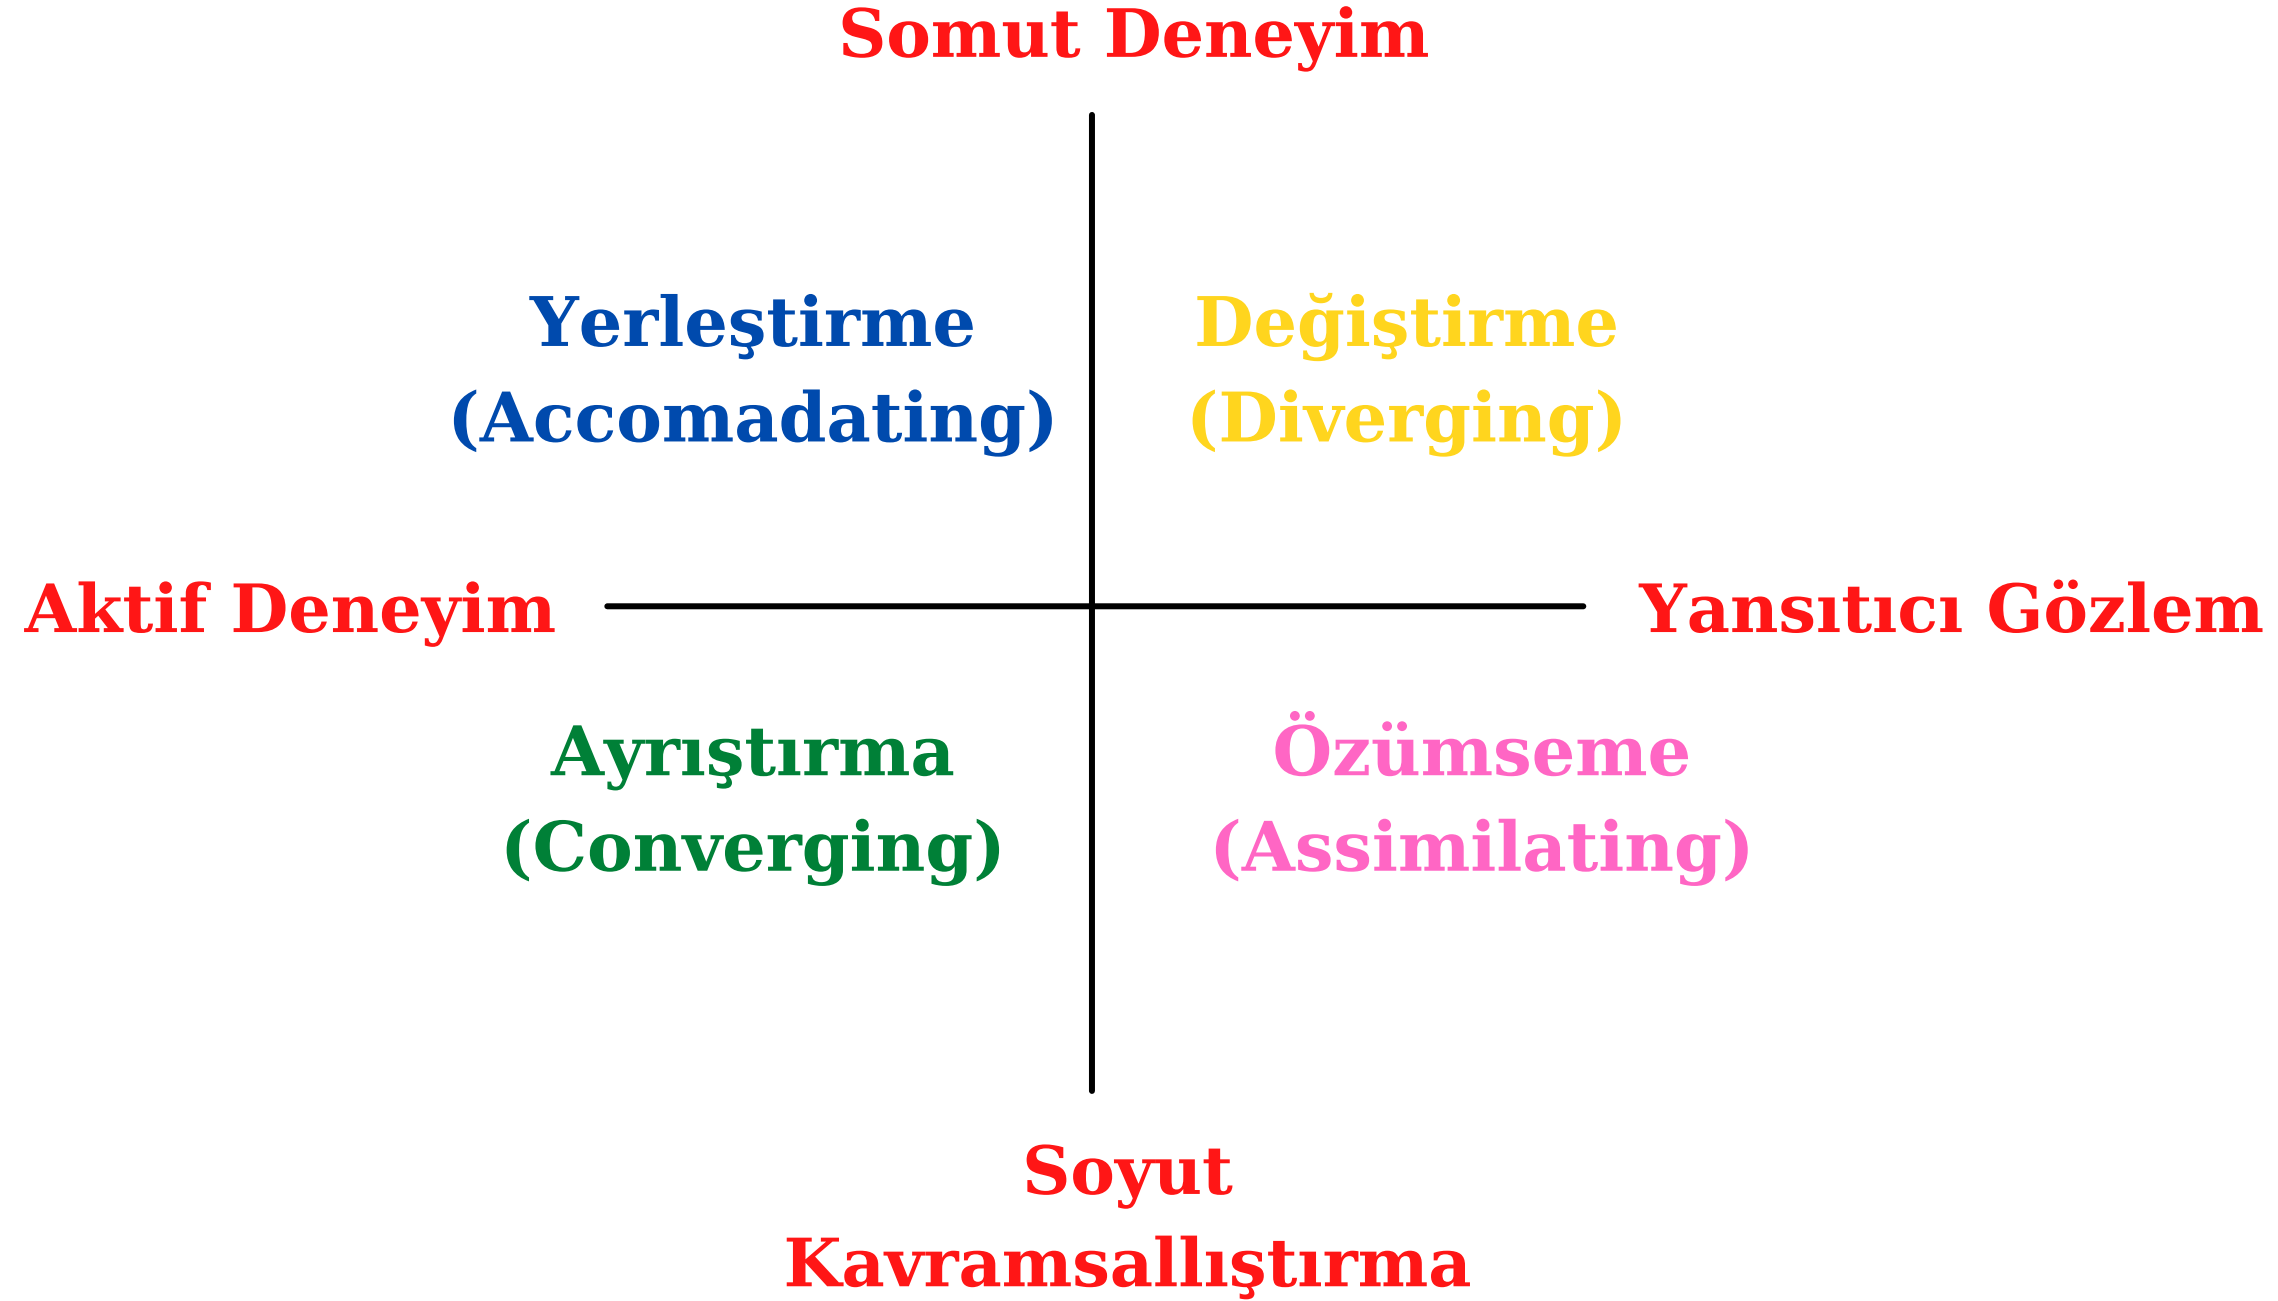 Somut Deneyim
Yerleştirme
(Accomadating)
Değiştirme
(Diverging)
Aktif Deneyim
Yansıtıcı Gözlem
Ayrıştırma
(Converging)
Özümseme
(Assimilating)
Soyut
Kavramsallıştırma